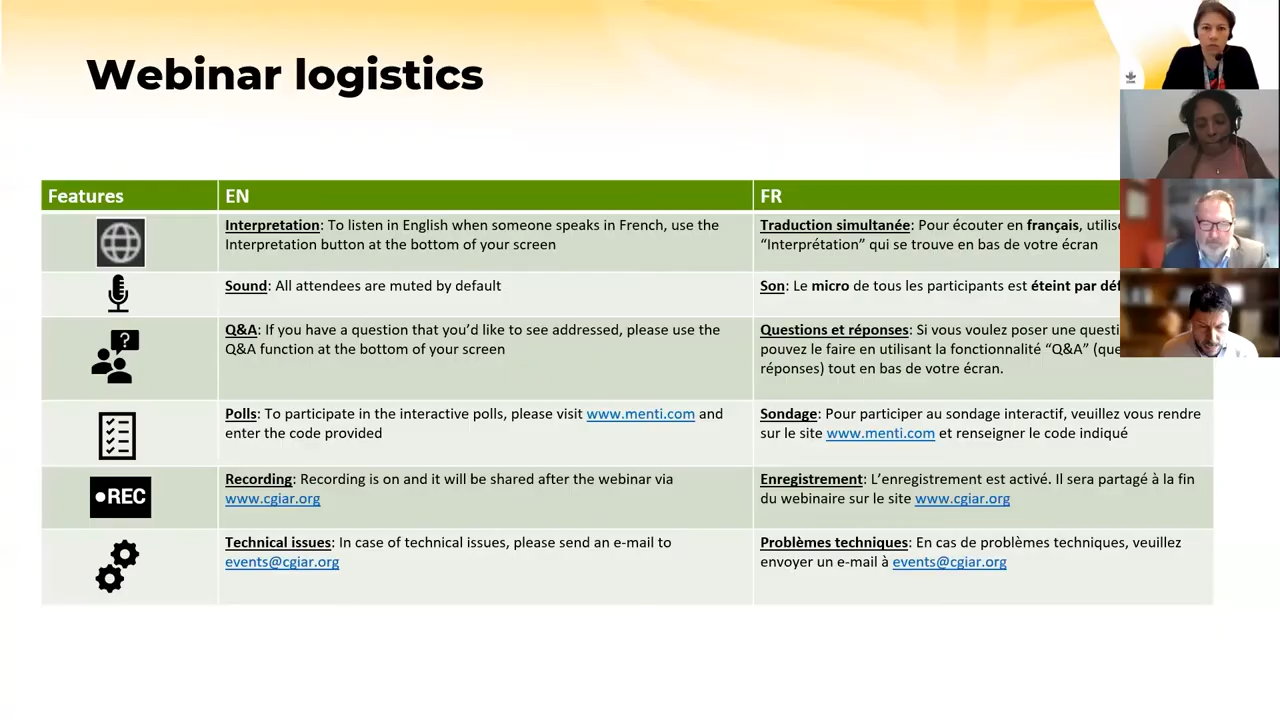 Webinar logistics
Features
EN
FR
Interpretation: To listen in English when someone speaks in French, use the
Interpretation button at the bottom of your screen
Traduction simultanée: Pour écouter en français, utilise
“Interprétation” qui se trouve en bas de votre écran
Sound: All attendees are muted by default
Son: Le micro de tous les participants est éteint par
Q&A: If you have a question that you’d like to see addressed, please use the
Q&A function at the bottom of your screen
Questions et réponses: Si vous voulez poser une
pouvez le faire en utilisant la fonctionnalité “Q&A”
réponses) tout en bas de votre écran.
Polls: To participate in the interactive polls, please visit www.menti.com and
enter the code provided
Sondage: Pour participer au sondage interactif, veuillez vous rendre
sur le site www.menti.com et renseigner le code indiqué
●REC
Recording: Recording is on and it will be shared after the webinar via
www.cgiar.org
Enregistrement: L’enregistrement est activé. Il sera partagé à la fin
du webinaire sur le site www.cgiar.org
Technical issues: In case of technical issues, please send an e-mail to
events@cgiar.org
Problèmes techniques: En cas de problèmes techniques, veuillez
envoyer un e-mail à events@cgiar.org